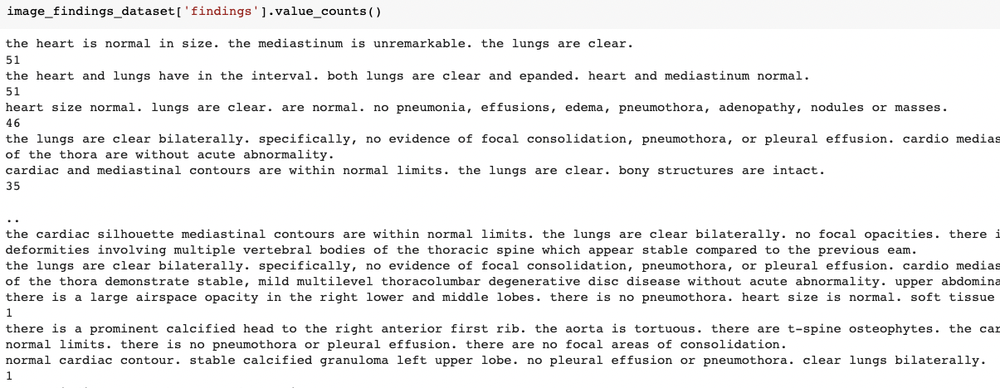 image_findings_dataset['findings'].value_counts()
the heart is normal in size. the mediastinum is unremarkable. the lungs are clear.
51
the heart and lungs have in the interval. both lungs are clear and epanded. heart and mediastinum normal.
51
heart size normal. lungs are clear. are normal. no pneumonia, effusions, edema, pneumothora, adenopathy, nodules or masses.
46
the lungs are clear bilaterally. specifically, no evidence of focal consolidation, pneumothora, or pleural effusion. cardio medias
of the thora are without acute abnormality.
cardiac and mediastinal contours are within normal limits. the lungs are clear. bony structures are intact.
35
..
the cardiac silhouette mediastinal contours are within normal limits. the lungs are clear bilaterally. no focal opacities. there i
deformities involving multiple vertebral bodies of the thoracic spine which appear stable compared to the previous eam.
the lungs are clear bilaterally. specifically, no evidence of focal consolidation, pneumothora, or pleural effusion. cardio medias
of the thora demonstrate stable, mild multilevel thoracolumbar degenerative disc disease without acute abnormality. upper abdomina
there is a large airspace opacity in the right lower and middle lobes. there is no pneumothora. heart size is normal. soft tissue
1
there is a prominent calcified head to the right anterior first rib. the aorta is tortuous. there are t-spine osteophytes. the car
normal limits. there is no pneumothora or pleural effusion. there are no focal areas of consolidation.
normal cardiac contour. stable calcified granuloma left upper lobe. no pleural effusion or pneumothora. clear lungs bilaterally.
1